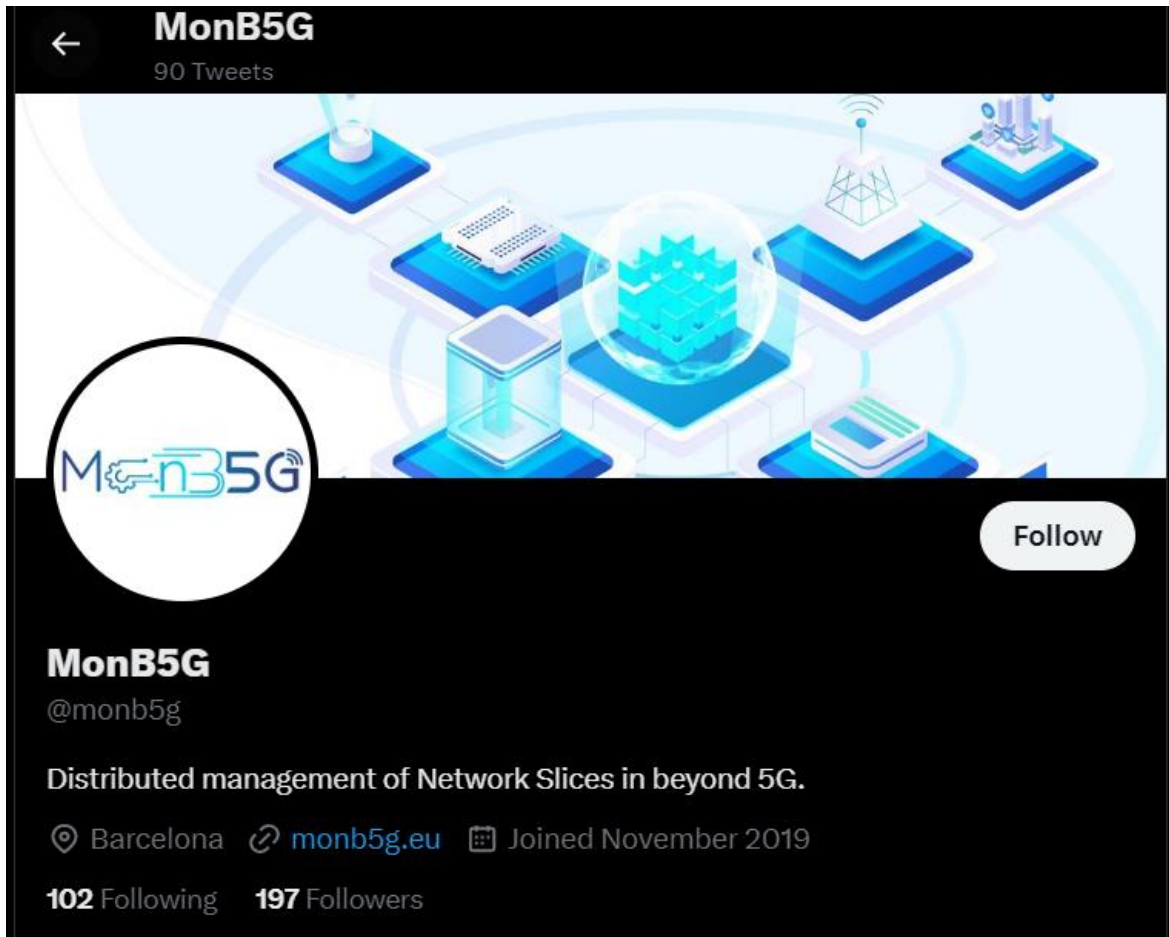 MonB5G
90 Tweets
MonB5G
Follow
MonB5G
@monb5g
Distributed management of Network Slices in beyond 5G.
Barcelona monb5g.eu Joined November 2019
102 Following 197 Followers